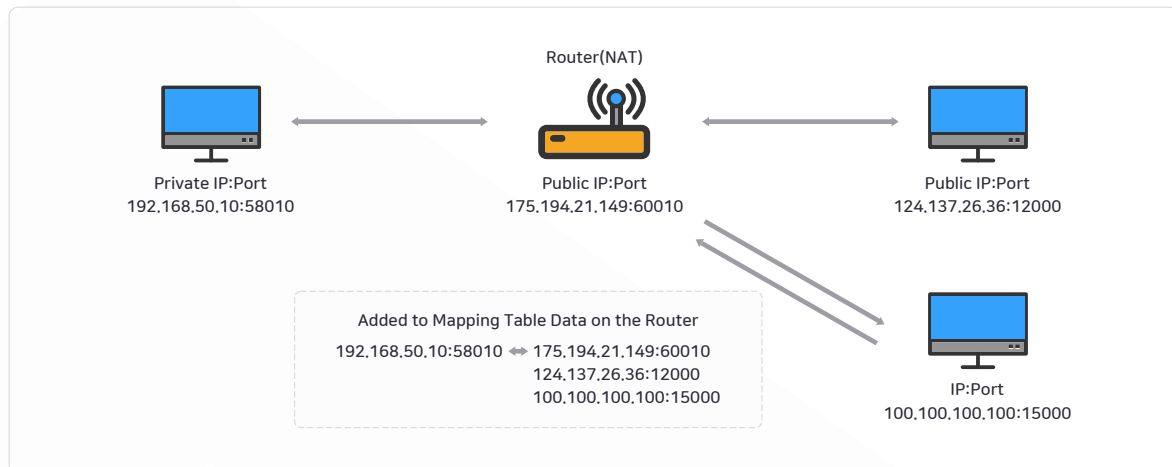 Router(NAT)
Private IP:Port
192.168.50.10:58010
Public IP:Port
175.194.21.149:60010
Public IP:Port
124.137.26.36:12000
Added to Mapping Table Data on the Router
192.168.50.10:58010 ⬌ 175.194.21.149:60010
124.137.26.36:12000
100.100.100.100:15000
IP:Port
100.100.100.100:15000